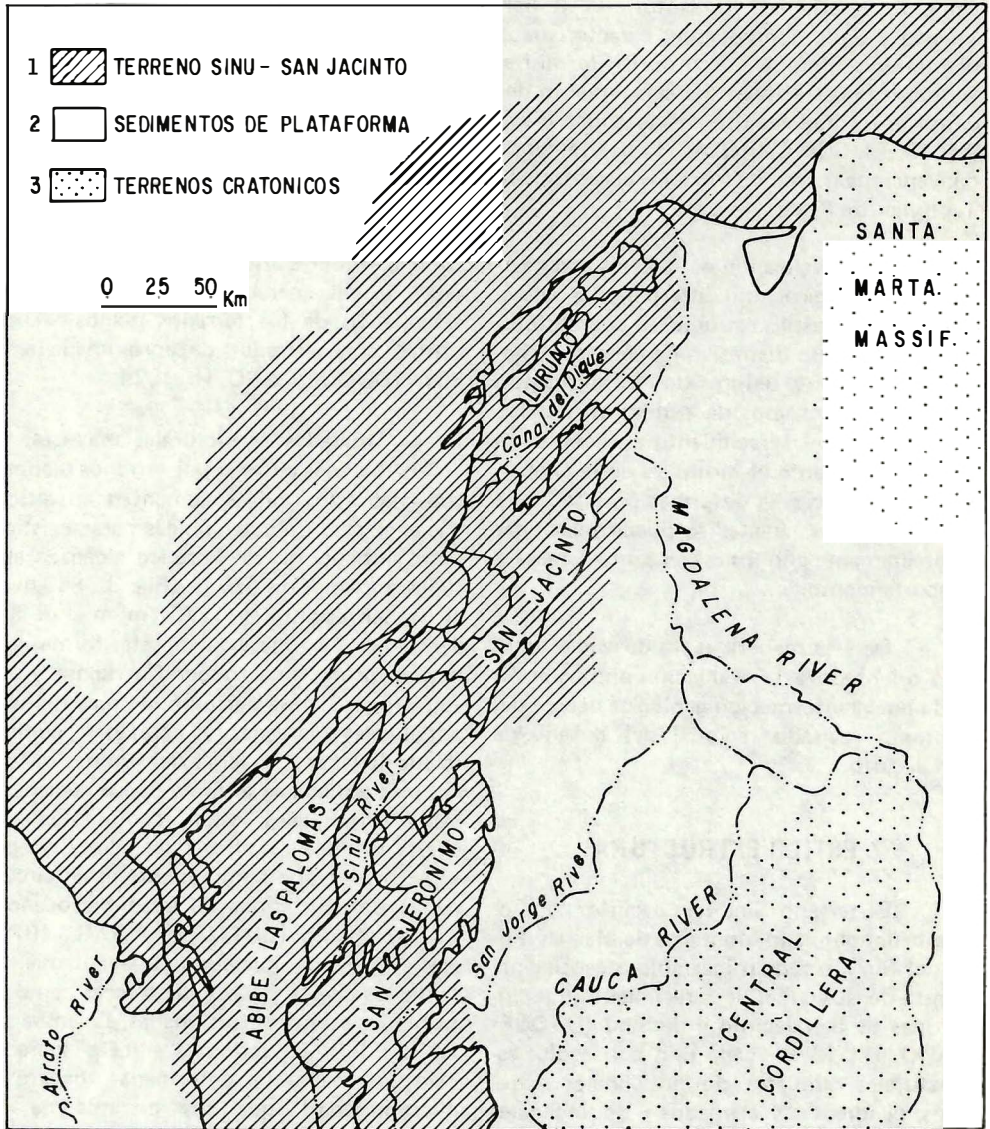 1 TERRENO SINU - SAN JACINTO
2 SEDIMENTOS DE PLATAFORMA
3 TERRENOS CRATONICOS
0 25 50 Km
SANTA
MARTA.
MASSIF.
LURUACO
Canal del Dique
SAN JACINTO
MAGDALENA RIVER
ABIBE LAS PALOMAS
Sinu River
SAN JERONIMO
San Jorge River
CAUCA RIVER
CENTRAL
CORDILLERA
Atrato River